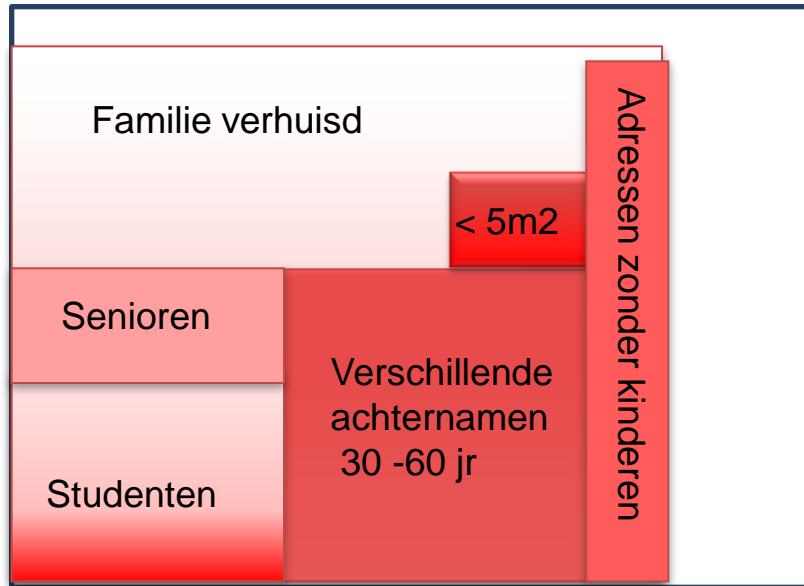 Familie verhuisd
< 5m2
Adressen zonder kinderen
Senioren
Verschillende
achternamen
30 -60 jr
Studenten